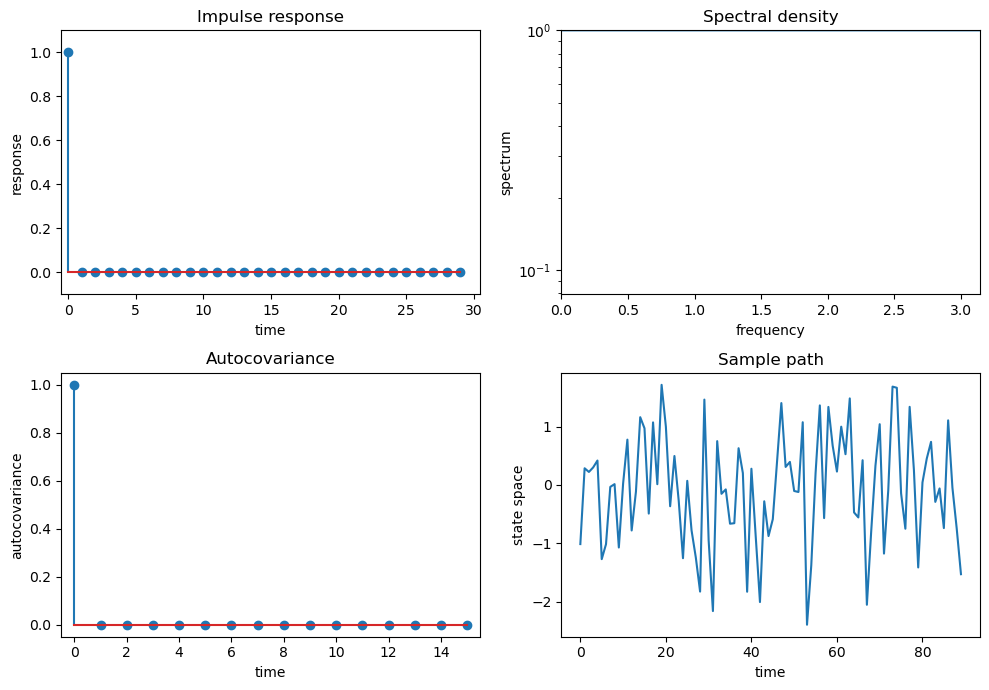 Impulse response
1.0
0.8
0.6
0.4
0.2
0.0
response
0 5 10 15 20 25 30
time
Spectral density
10^0
10^-1
spectrum
0.0 0.5 1.0 1.5 2.0 2.5 3.0
frequency
Autocovariance
1.0
0.8
0.6
0.4
0.2
0.0
autocovariance
0 2 4 6 8 10 12 14
time
Sample path
1
0
−1
−2
state space
0 20 40 60 80
time